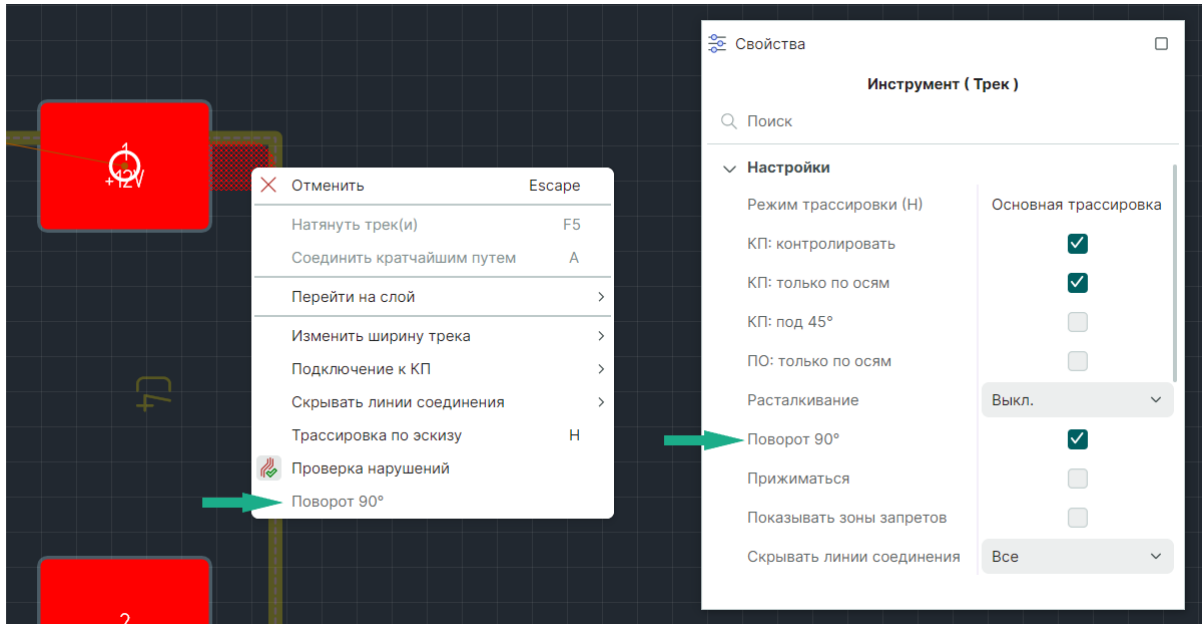 1
+12V
Отменить Escape
Натянуть трек(и) F5
Соединить кратчайшим путем A
Перейти на слой
Изменить ширину трека
Подключение к КП
Скрывать линии соединения
Трассировка по эскизу H
Проверка нарушений
Поворот 90°
2
Свойства
Инструмент ( Трек )
Поиск
Настройки
Режим трассировки (H) Основная трассировка
КП: контролировать
КП: только по осям
КП: под 45°
ПО: только по осям
Расталкивание Выкл.
Поворот 90°
Прижиматься
Показывать зоны запретов
Скрывать линии соединения Все